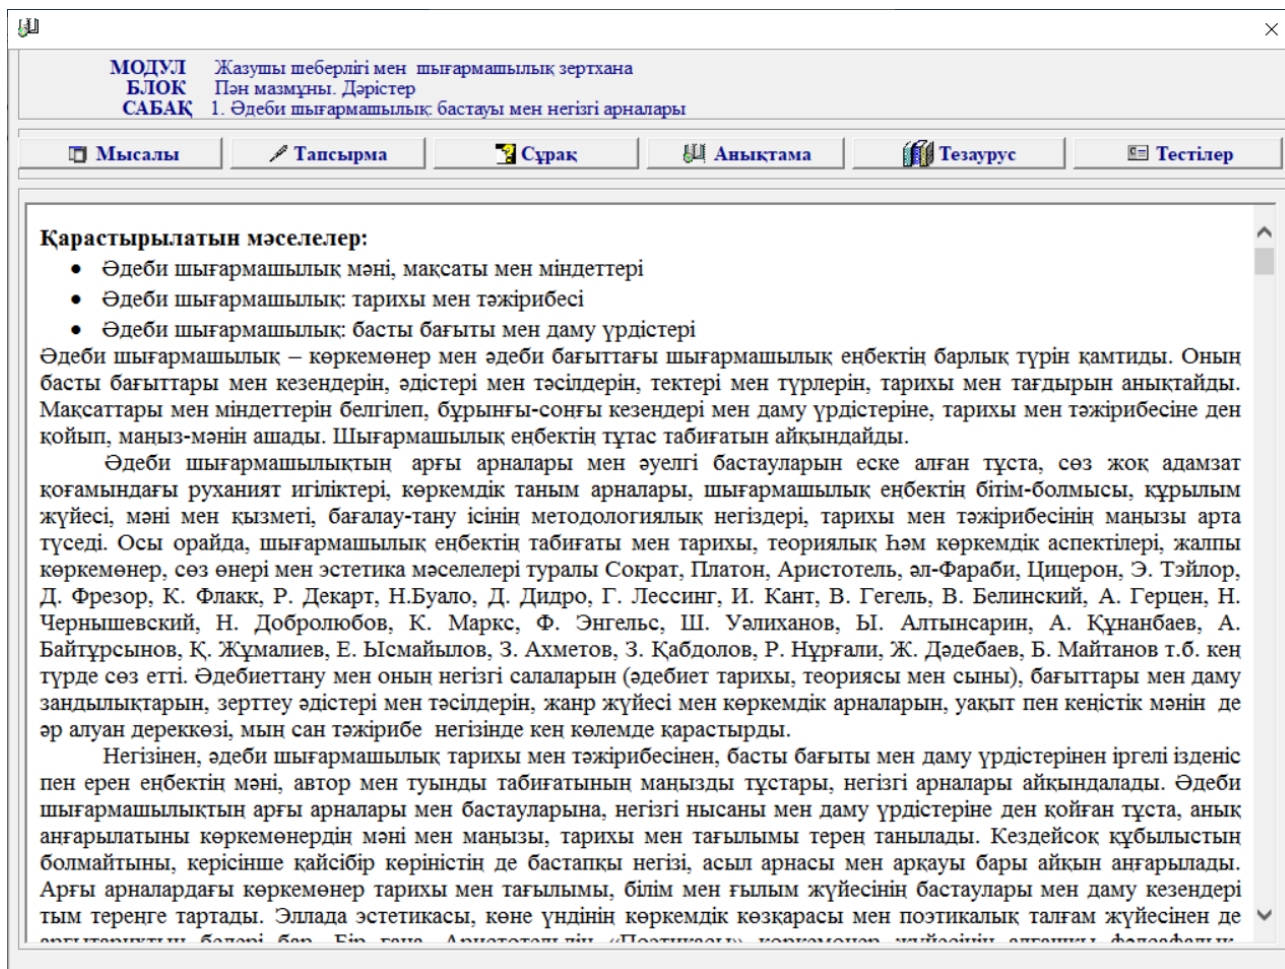 МОДУЛ Жазушы шеберлігі мен шығармашылық зертхана
БЛОК Пән мазмұны. Дәрістер
САБАҚ 1. Әдеби шығармашылық: бастауы мен негізгі арналары
Мысалы Тапсырма Сұрақ Анықтама Тезаурус Тестілер
Қарастырылатын мәселелер:
• Әдеби шығармашылық мәні, мақсаты мен міндеттері
• Әдеби шығармашылық: тарихы мен тәжірибесі
• Әдеби шығармашылық: басты бағыты мен даму үрдістері
Әдеби шығармашылық – көркемөнер мен әдеби бағыттағы шығармашылық еңбектің барлық түрін қамтиды. Оның
басты бағыттары мен кезеңдерін, әдістері мен тәсілдерін, тектері мен түрлерін, тарихы мен тағдырын анықтайды.
Мақсаттары мен міндеттерін белгілеп, бұрынғы-соңғы кезеңдері мен даму үрдістеріне, тарихы мен тәжірибесіне ден
қойып, маңыз-мәнін ашады. Шығармашылық еңбектің тұтас табиғатын айқындайды.
Әдеби шығармашылықтың арғы арналары мен әуелгі бастауларын еске алған тұста, сөз жоқ адамзат
қоғамындағы руханият игіліктері, көркемдік таным арналары, шығармашылық еңбектің бітім-болмысы, құрылым
жүйесі, мәні мен қызметі, бағалау-тану ісінің методологиялық негіздері, тарихы мен тәжірибесінің маңызы арта
түседі. Осы орайда, шығармашылық еңбектің табиғаты мен тарихы, теориялық һәм көркемдік аспектілері, жалпы
көркемөнер, сөз өнері мен эстетика мәселелері туралы Сократ, Платон, Аристотель, әл-Фараби, Цицерон, Э. Тэйлор,
Д. Фрезор, К. Флакк, Р. Декарт, Н.Буало, Д. Дидро, Г. Лессинг, И. Кант, В. Гегель, В. Белинский, А. Герцен, Н.
Чернышевский, Н. Добролюбов, К. Маркс, Ф. Энгельс, Ш. Уәлиханов, Ы. Алтынсарин, А. Құнанбаев, А.
Байтұрсынов, Қ. Жұмалиев, Е. Ысмайылов, З. Ахметов, З. Қабдолов, Р. Нұрғали, Ж. Дәдебаев, Б. Майтанов т.б. кең
түрде сөз етті. Әдебиеттану мен оның негізгі салаларын (әдебиет тарихы, теориясы мен сыны), бағыттары мен даму
заңдылықтарын, зерттеу әдістері мен тәсілдерін, жанр жүйесі мен көркемдік арналарын, уақыт пен кеңістік мәнін де
әр алуан дереккөзі, мың сан тәжірибе негізінде кең көлемде қарастырды.
Негізінен, әдеби шығармашылық тарихы мен тәжірибесінен, басты бағыты мен даму үрдістерінен іргелі ізденіс
пен ерен еңбектің мәні, автор мен туынды табиғатының маңызды тұстары, негізгі арналары айқындалады. Әдеби
шығармашылықтың арғы арналары мен бастауларына, негізгі нысаны мен даму үрдістеріне ден қойған тұста, анық
аңғарылатыны көркемөнердің мәні мен маңызы, тарихы мен тағылымы терең танылады. Кездейсоқ құбылыстың
болмайтыны, керісінше қайсібір көріністің де бастапқы негізі, асыл арнасы мен арқауы бары айқын аңғарылады.
Арғы арналардағы көркемөнер тарихы мен тағылымы, білім мен ғылым жүйесінің бастаулары мен даму кезеңдері
тым тереңге тартады. Эллада эстетикасы, көне үндінің көркемдік көзқарасы мен поэтикалық талғам жүйесінен де